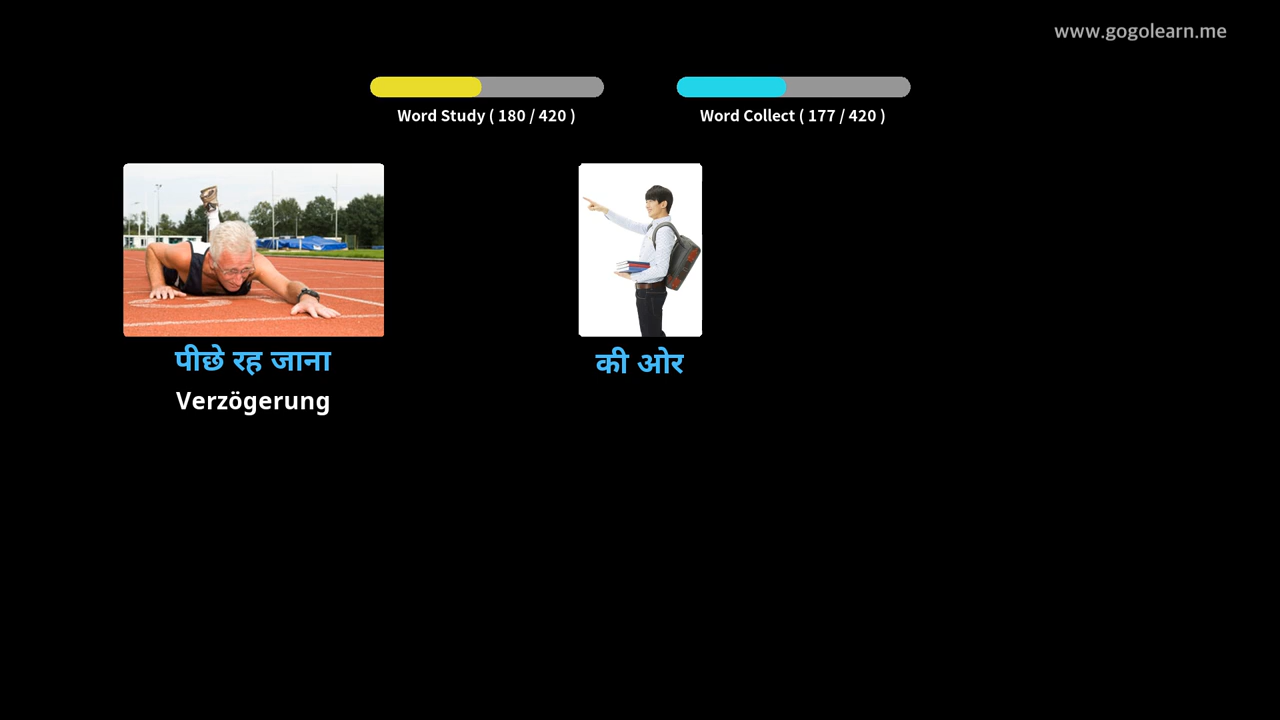 www.gogolearn.me
Word Study ( 180 / 420 )
Word Collect ( 177 / 420 )
पीछे रह जाना
Verzögerung
की ओर